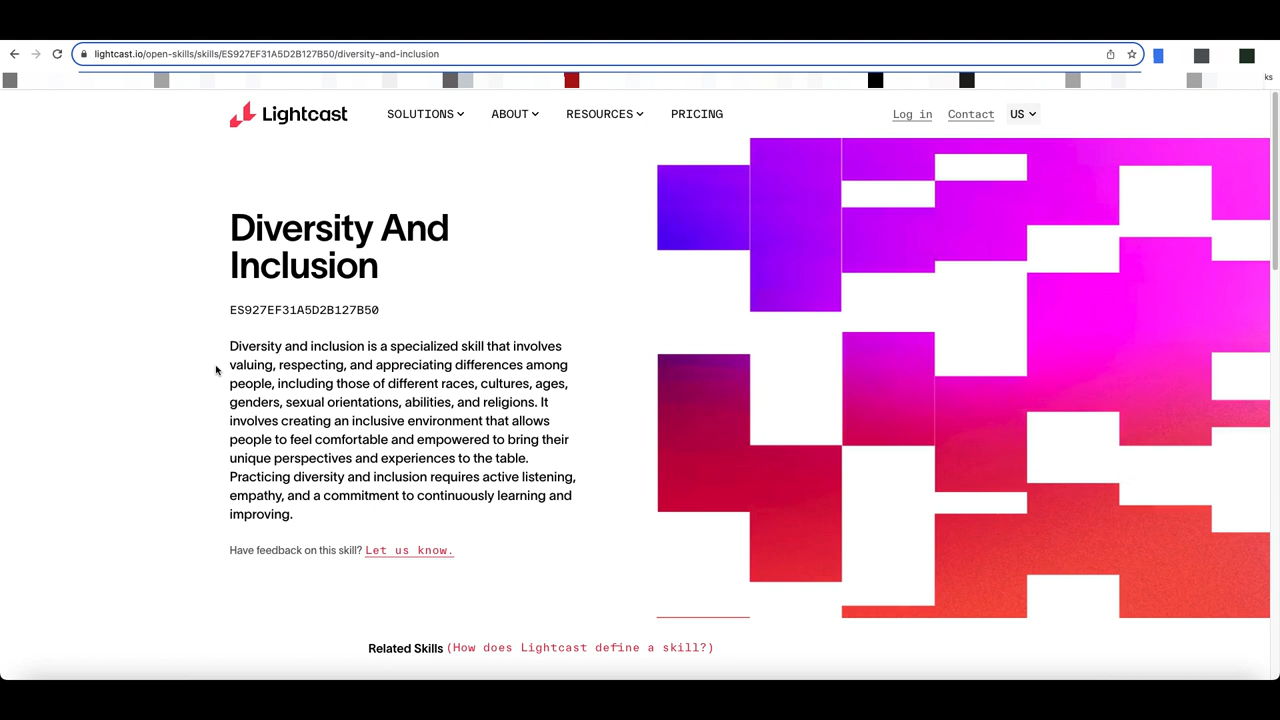 lightcast.io/open-skills/skills/ES927EF31A5D2B127B50/diversity-and-inclusion
ks
Lightcast SOLUTIONS ABOUT RESOURCES PRICING Log in Contact US
Diversity And
Inclusion
ES927EF31A5D2B127B50
Diversity and inclusion is a specialized skill that involves
valuing, respecting, and appreciating differences among
people, including those of different races, cultures, ages,
genders, sexual orientations, abilities, and religions. It
involves creating an inclusive environment that allows
people to feel comfortable and empowered to bring their
unique perspectives and experiences to the table.
Practicing diversity and inclusion requires active listening,
empathy, and a commitment to continuously learning and
improving.
Have feedback on this skill? Let us know.
Related Skills (How does Lightcast define a skill?)